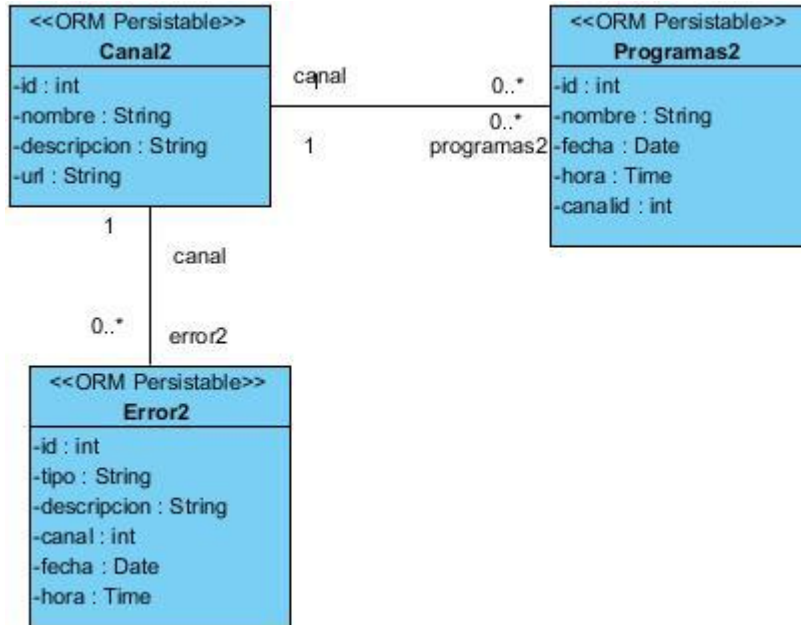 <<ORM Persistable>>
Canal2
-id : int
-nombre : String
-descripcion : String
-url : String
<<ORM Persistable>>
Programas2
-id : int
-nombre : String
-fecha : Date
-hora : Time
-canalid : int
canal
0..*
0..*
1
programas2
1
canal
0..*
error2
<<ORM Persistable>>
Error2
-id : int
-tipo : String
-descripcion : String
-canal : int
-fecha : Date
-hora : Time